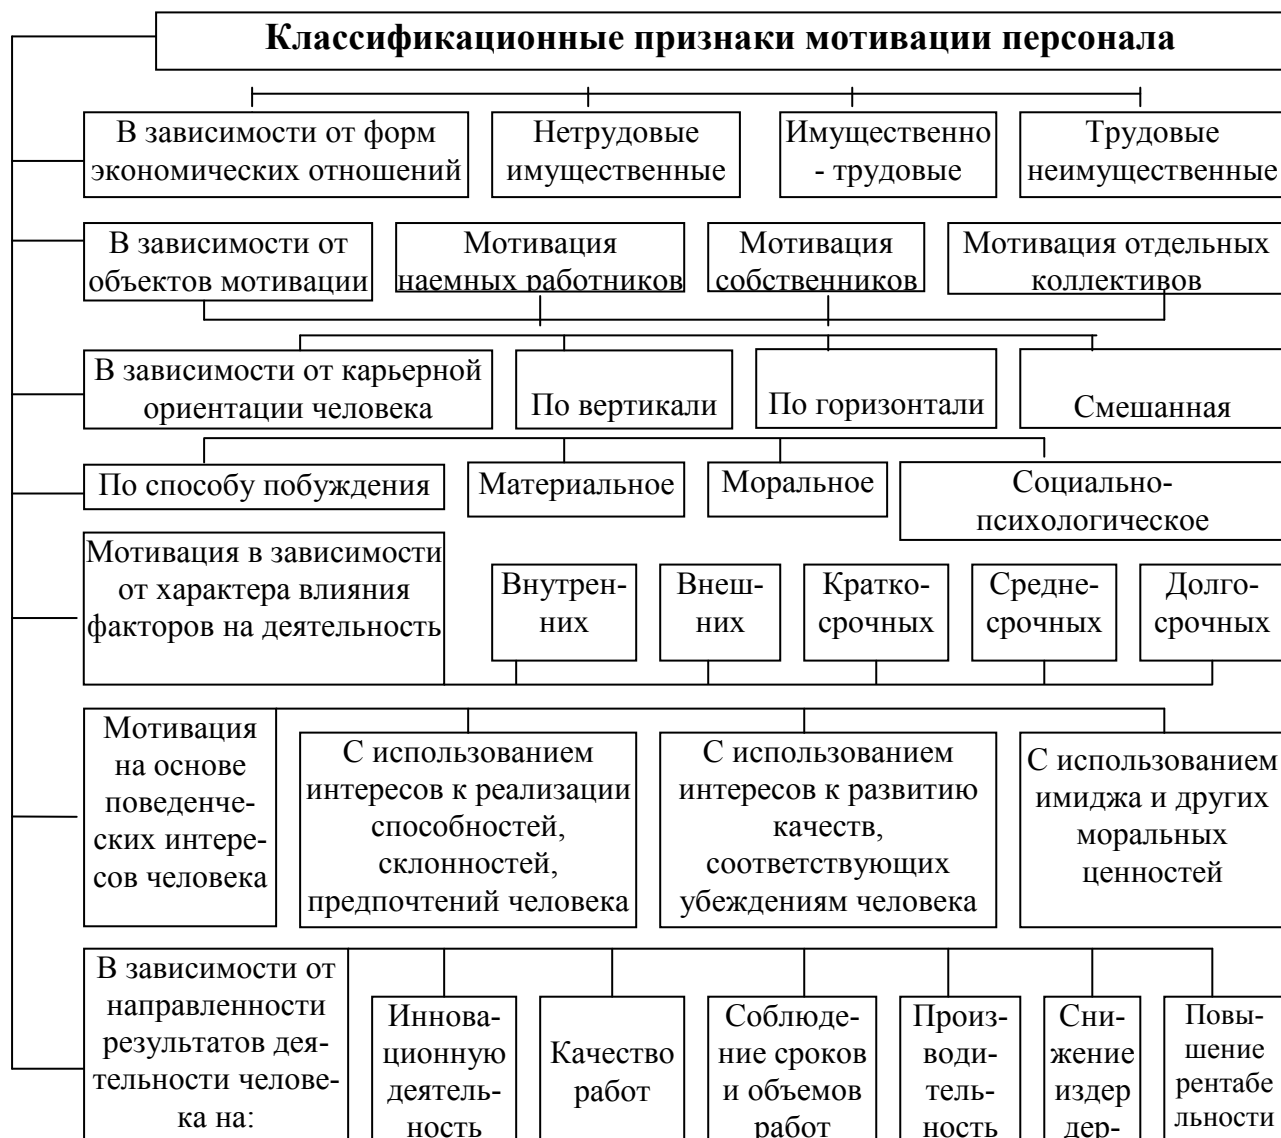 Классификационные признаки мотивации персонала
В зависимости от форм
экономических отношений
Нетрудовые
имущественные
Имущественно
- трудовые
Трудовые
неимущественные
В зависимости от
объектов мотивации
Мотивация
наемных работников
Мотивация
собственников
Мотивация отдельных
коллективов
В зависимости от карьерной
ориентации человека
По вертикали
По горизонтали
Смешанная
По способу побуждения
Материальное
Моральное
Социально-
психологическое
Мотивация в зависимости
от характера влияния
факторов на деятельность
Внутрен-
них
Внеш-
них
Кратко-
срочных
Средне-
срочных
Долго-
срочных
Мотивация
на основе
поведенче-
ских интере-
сов человека
С использованием
интересов к реализации
способностей,
склонностей,
предпочтений человека
С использованием
интересов к развитию
качеств,
соответствующих
убеждениям человека
С использованием
имиджа и других
моральных
ценностей
В зависимости от
направленности
результатов дея-
тельности челове-
ка на:
Иннова-
ционную
деятель-
ность
Качество
работ
Соблюде-
ние сроков
и объемов
работ
Произ-
водии-
тель-
ность
Сни-
жение
издер
дер-
Повы-
шение
рентабе
льности